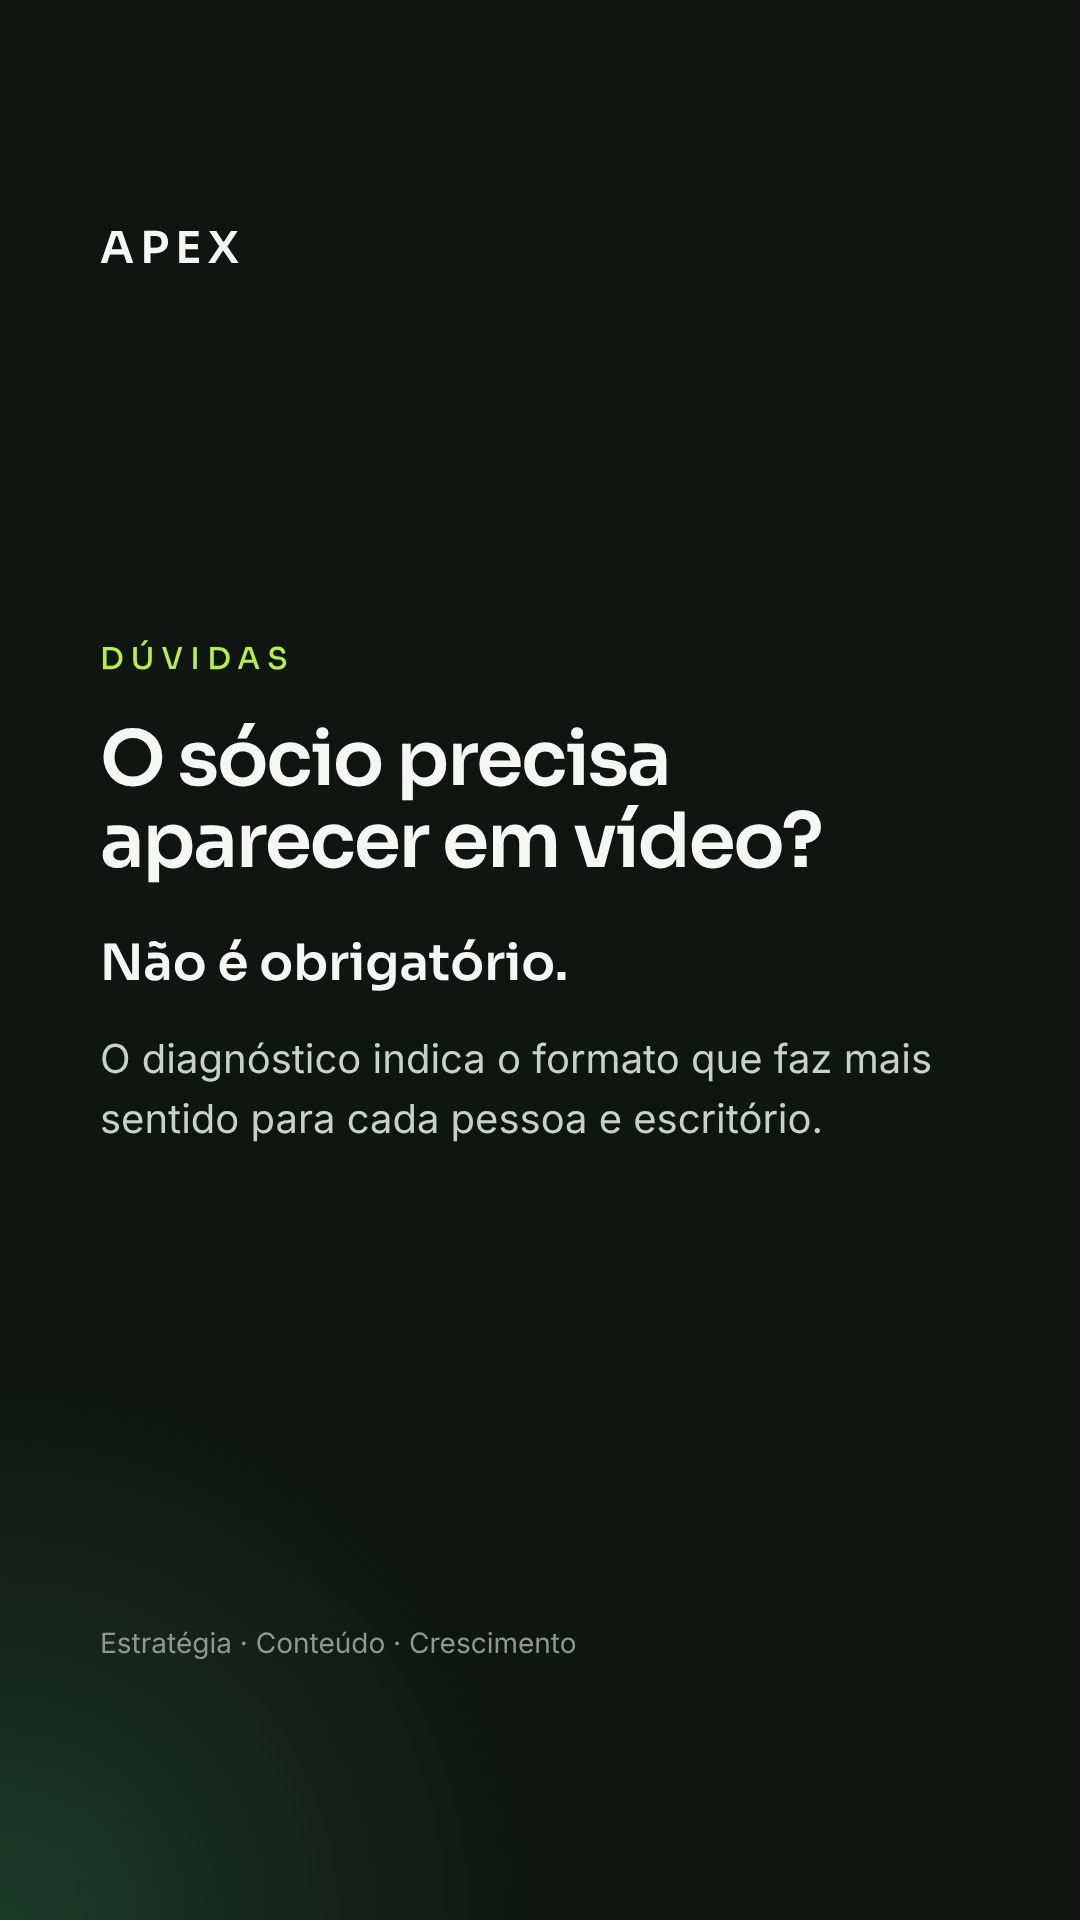 APEX
DÚVIDAS
O sócio precisa
aparecer em vídeo?
Não é obrigatório.
O diagnóstico indica o formato que faz mais
sentido para cada pessoa e escritório.
Estratégia · Conteúdo · Crescimento